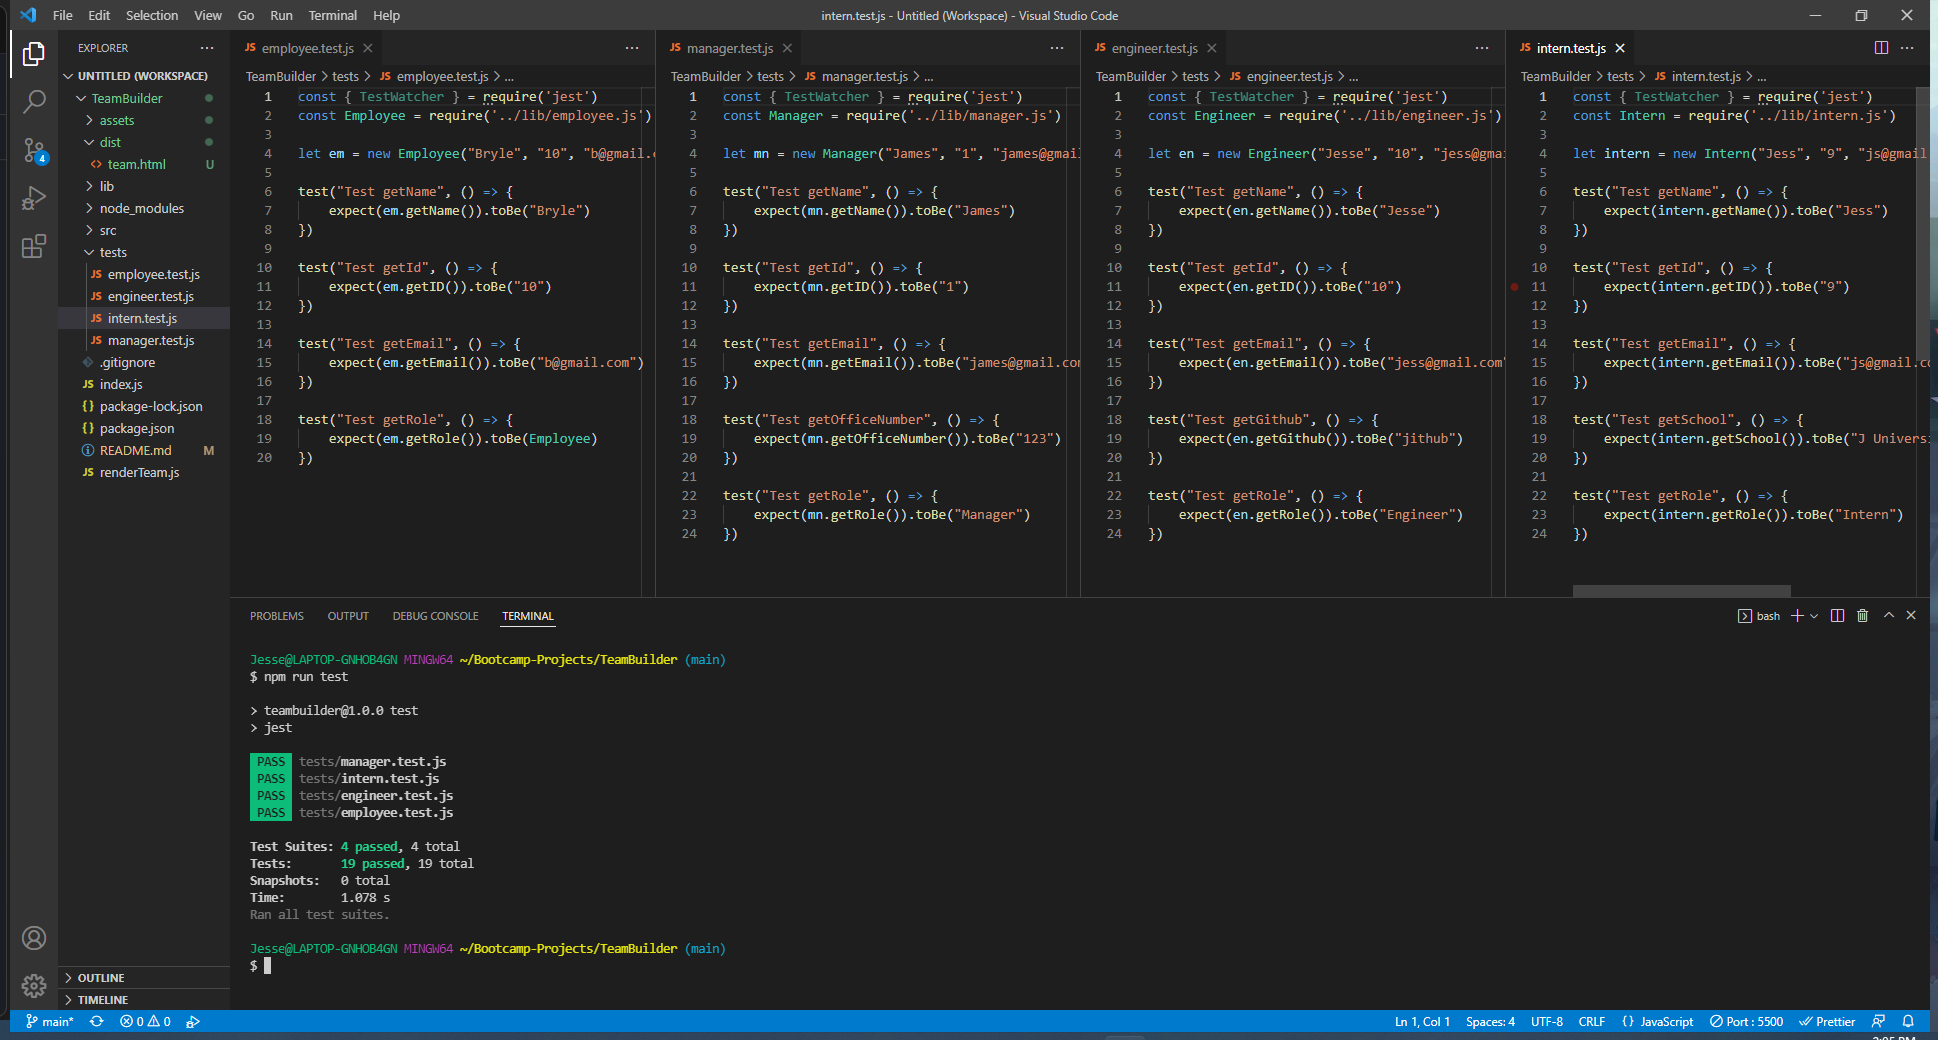 File Edit Selection View Go Run Terminal Help
intern.test.js - Untitled (Workspace) - Visual Studio Code
EXPLORER
UNTITLED (WORKSPACE)
TeamBuilder
assets
dist
<> team.html U
lib
node_modules
src
tests
JS employee.test.js
JS engineer.test.js
JS intern.test.js
JS manager.test.js
.gitignore
JS index.js
{} package-lock.json
{} package.json
README.md M
JS renderTeam.js
OUTLINE
TIMELINE
4
JS employee.test.js
TeamBuilder > tests > JS employee.test.js > ...
1 const { TestWatcher } = require('jest')
2 const Employee = require('../lib/employee.js')
3
4 let em = new Employee("Bryle", "10", "b@gmail.c
5
6 test("Test getName", () => {
7 expect(em.getName()).toBe("Bryle")
8 })
9
10 test("Test getId", () => {
11 expect(em.getID()).toBe("10")
12 })
13
14 test("Test getEmail", () => {
15 expect(em.getEmail()).toBe("b@gmail.com")
16 })
17
18 test("Test getRole", () => {
19 expect(em.getRole()).toBe(Employee)
20 })
JS manager.test.js
TeamBuilder > tests > JS manager.test.js > ...
1 const { TestWatcher } = require('jest')
2 const Manager = require('../lib/manager.js')
3
4 let mn = new Manager("James", "1", "james@gmai
5
6 test("Test getName", () => {
7 expect(mn.getName()).toBe("James")
8 })
9
10 test("Test getId", () => {
11 expect(mn.getID()).toBe("1")
12 })
13
14 test("Test getEmail", () => {
15 expect(mn.getEmail()).toBe("james@gmail.com
16 })
17
18 test("Test getOfficeNumber", () => {
19 expect(mn.getOfficeNumber()).toBe("123")
20 })
21
22 test("Test getRole", () => {
23 expect(mn.getRole()).toBe("Manager")
24 })
JS engineer.test.js
TeamBuilder > tests > JS engineer.test.js > ...
1 const { TestWatcher } = require('jest')
2 const Engineer = require('../lib/engineer.js')
3
4 let en = new Engineer("Jesse", "10", "jess@gma
5
6 test("Test getName", () => {
7 expect(en.getName()).toBe("Jesse")
8 })
9
10 test("Test getId", () => {
11 expect(en.getID()).toBe("10")
12 })
13
14 test("Test getEmail", () => {
15 expect(en.getEmail()).toBe("jess@gmail.com"
16 })
17
18 test("Test getGithub", () => {
19 expect(en.getGithub()).toBe("jithub")
20 })
21
22 test("Test getRole", () => {
23 expect(en.getRole()).toBe("Engineer")
24 })
JS intern.test.js
TeamBuilder > tests > JS intern.test.js > ...
1 const { TestWatcher } = require('jest')
2 const Intern = require('../lib/intern.js')
3
4 let intern = new Intern("Jess", "9", "js@gmail
5
6 test("Test getName", () => {
7 expect(intern.getName()).toBe("Jess")
8 })
9
10 test("Test getId", () => {
11 expect(intern.getID()).toBe("9")
12 })
13
14 test("Test getEmail", () => {
15 expect(intern.getEmail()).toBe("js@gmail.co
16 })
17
18 test("Test getSchool", () => {
19 expect(intern.getSchool()).toBe("J Universi
20 })
21
22 test("Test getRole", () => {
23 expect(intern.getRole()).toBe("Intern")
24 })
PROBLEMS OUTPUT DEBUG CONSOLE TERMINAL
bash
Jesse@LAPTOP-GNHOB4GN MINGW64 ~/Bootcamp-Projects/TeamBuilder (main)
$ npm run test
> teambuilder@1.0.0 test
> jest
PASS tests/manager.test.js
PASS tests/intern.test.js
PASS tests/engineer.test.js
PASS tests/employee.test.js
Test Suites: 4 passed, 4 total
Tests: 19 passed, 19 total
Snapshots: 0 total
Time: 1.078 s
Ran all test suites.
Jesse@LAPTOP-GNHOB4GN MINGW64 ~/Bootcamp-Projects/TeamBuilder (main)
$
main* 0 0
Ln 1, Col 1 Spaces: 4 UTF-8 CRLF {} JavaScript Port : 5500 Prettier